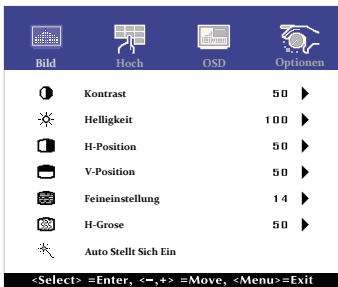 Bild Hoch OSD Optionen
Kontrast 50
Helligkeit 100
H-Position 50
V-Position 50
Feineinstellung 14
H-Grose 50
Auto Stellt Sich Ein
<Select> =Enter, <−,+> =Move, <Menu>=Exit